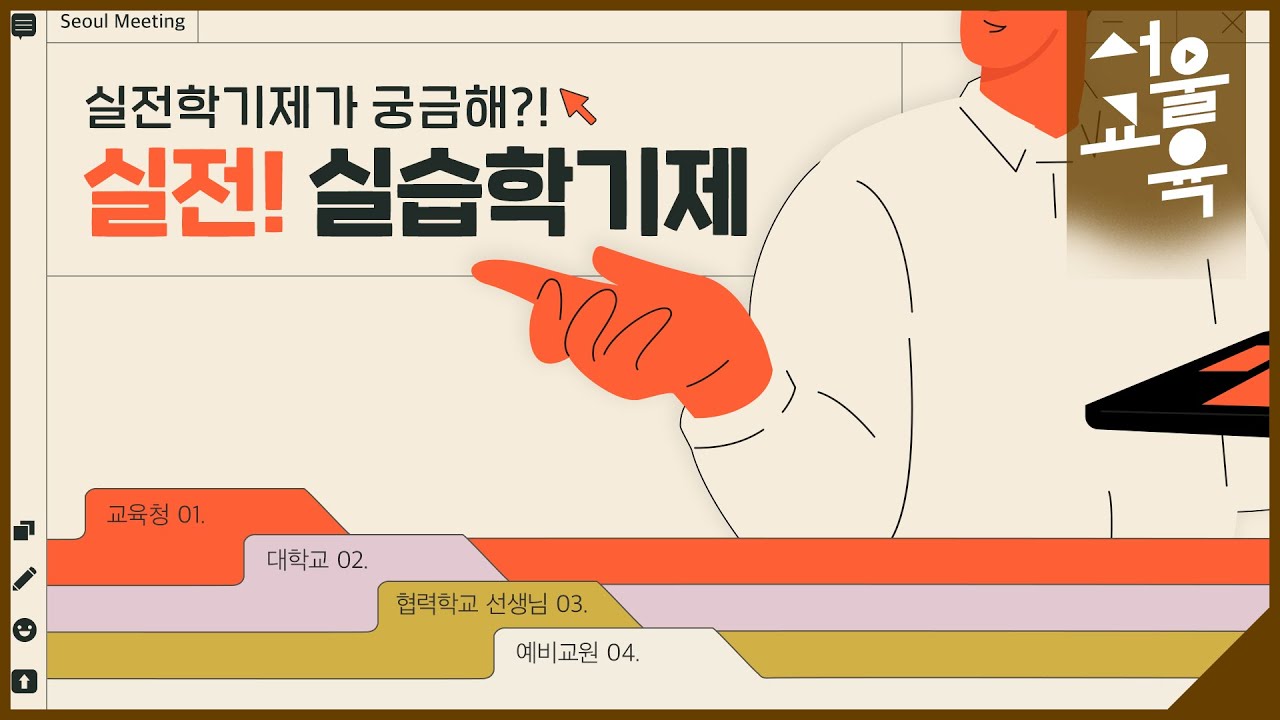 Seoul Meeting
실전학기제가 궁금해?!
실전! 실습학기제
서울
교육
교육청 01.
대학교 02.
협력학교 선생님 03.
예비교원 04.